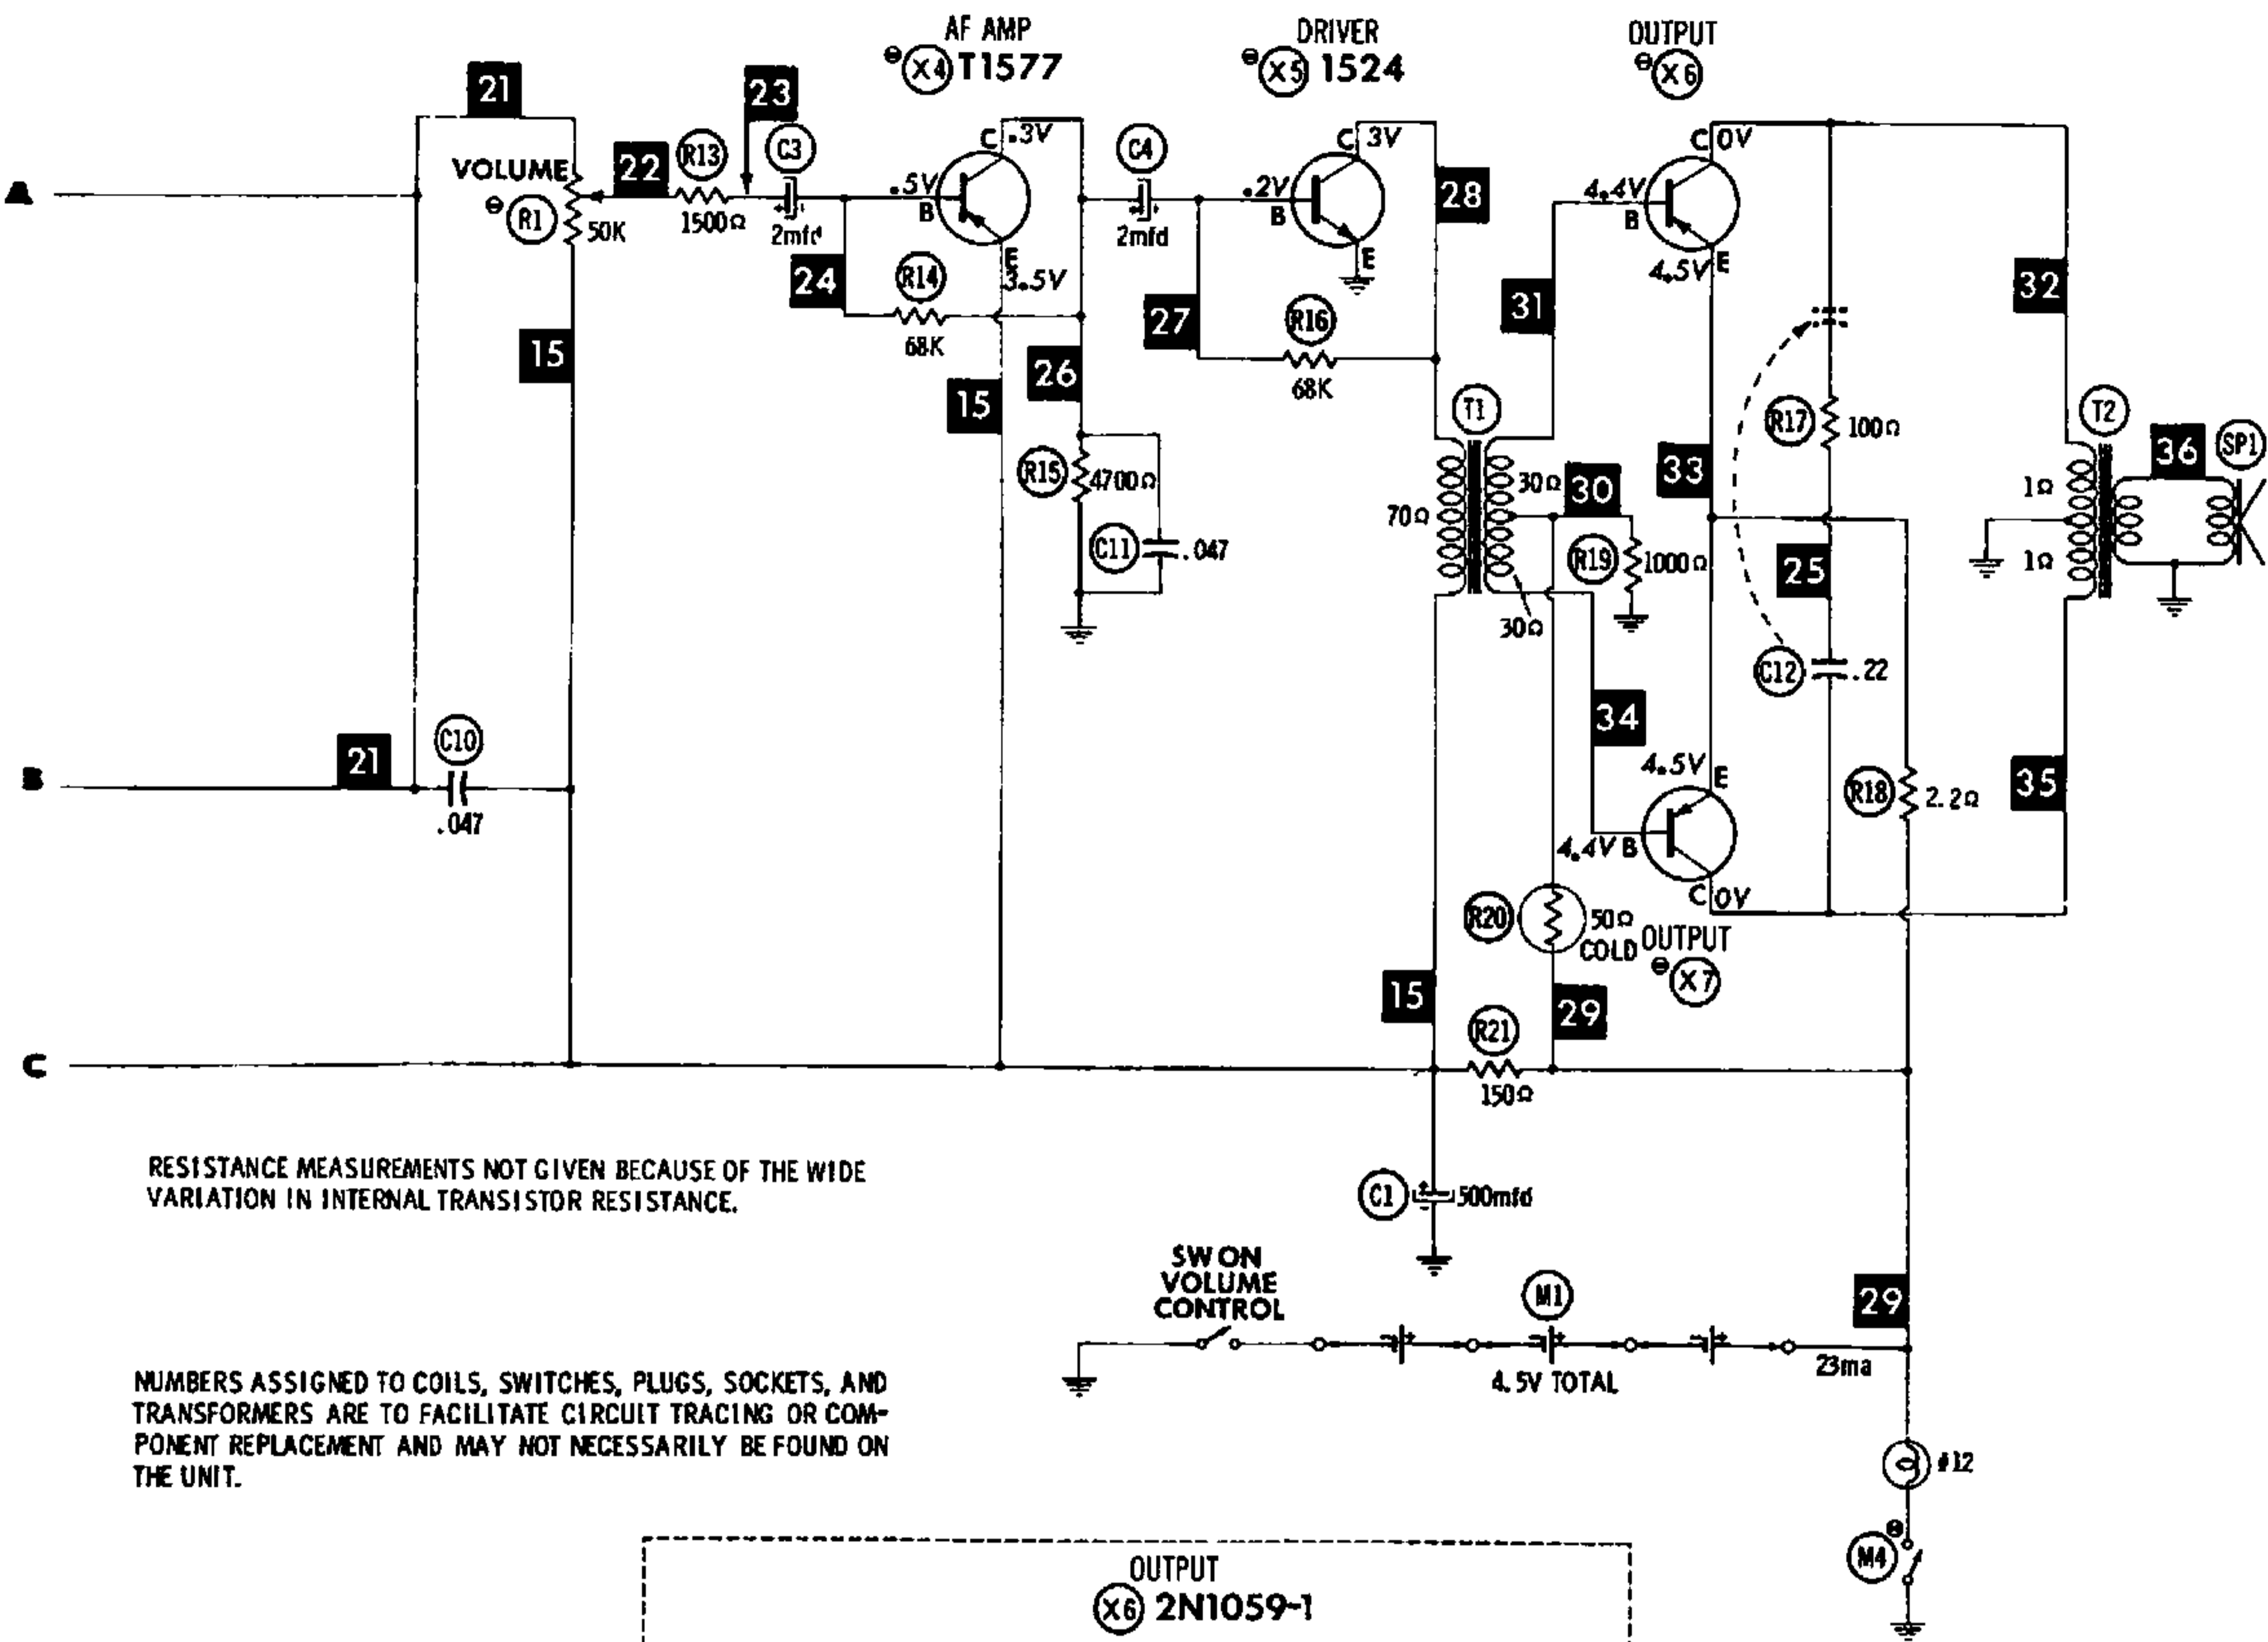 AF AMP
⊖ X4 T1577
DRIVER
⊖ X5 1524
OUTPUT
⊖ X6
21
23
C3
22
R13
VOLUME
⊖ R1
50K
1500Ω
2mfd
A
C .3V
.5V
B
E
3.5V
C4
2mfd
C 3V
.2V
B
E
28
C 0V
4.4V
B
4.5V E
24
R14
68K
15
15
26
27
R16
68K
31
32
R15
4700Ω
C11
.047
T1
70Ω
30Ω
30
R19
1000Ω
30Ω
33
R17
100Ω
25
C12
.22
T2
1Ω
1Ω
36
SP1
34
35
B
21
C10
.047
4.5V E
4.4V B
C 0V
R18
2.2Ω
R20
50Ω
COLD
OUTPUT
⊖ X7
15
29
R21
150Ω
C
C1
500mfd
RESISTANCE MEASUREMENTS NOT GIVEN BECAUSE OF THE WIDE
VARIATION IN INTERNAL TRANSISTOR RESISTANCE.
SW ON
VOLUME
CONTROL
M1
4.5V TOTAL
23ma
29
NUMBERS ASSIGNED TO COILS, SWITCHES, PLUGS, SOCKETS, AND
TRANSFORMERS ARE TO FACILITATE CIRCUIT TRACING OR COM-
PONENT REPLACEMENT AND MAY NOT NECESSARILY BE FOUND ON
THE UNIT.
#12
⊖
M4
OUTPUT
X6 2N1059-1